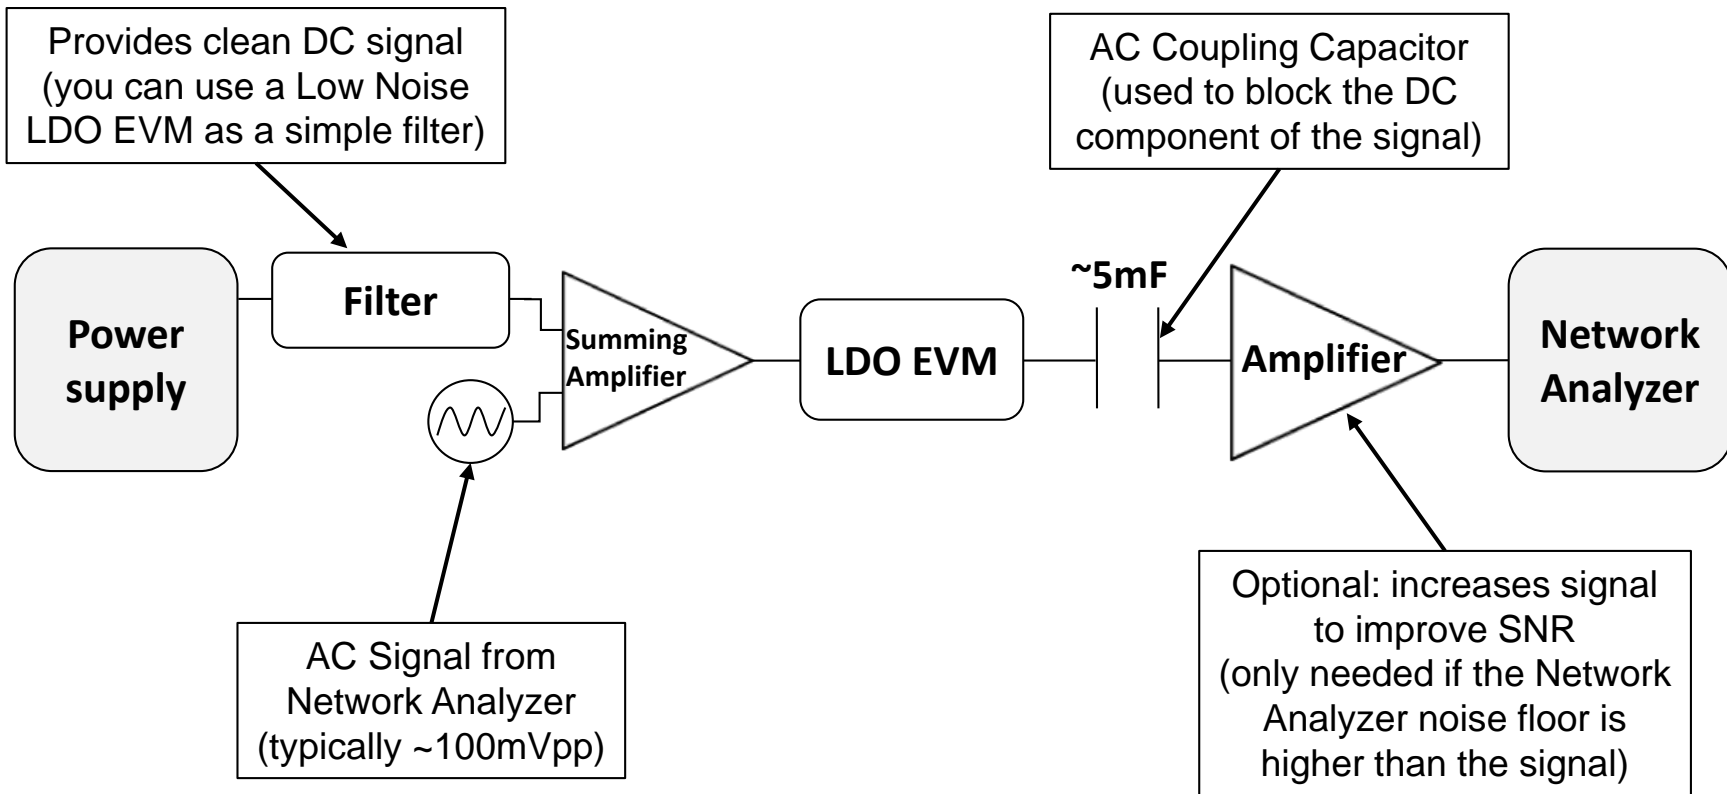 Provides clean DC signal
(you can use a Low Noise
LDO EVM as a simple filter)
AC Coupling Capacitor
(used to block the DC
component of the signal)
Power
supply
Filter
Summing
Amplifier
LDO EVM
~5mF
Amplifier
Network
Analyzer
AC Signal from
Network Analyzer
(typically ~100mVpp)
Optional: increases signal
to improve SNR
(only needed if the Network
Analyzer noise floor is
higher than the signal)